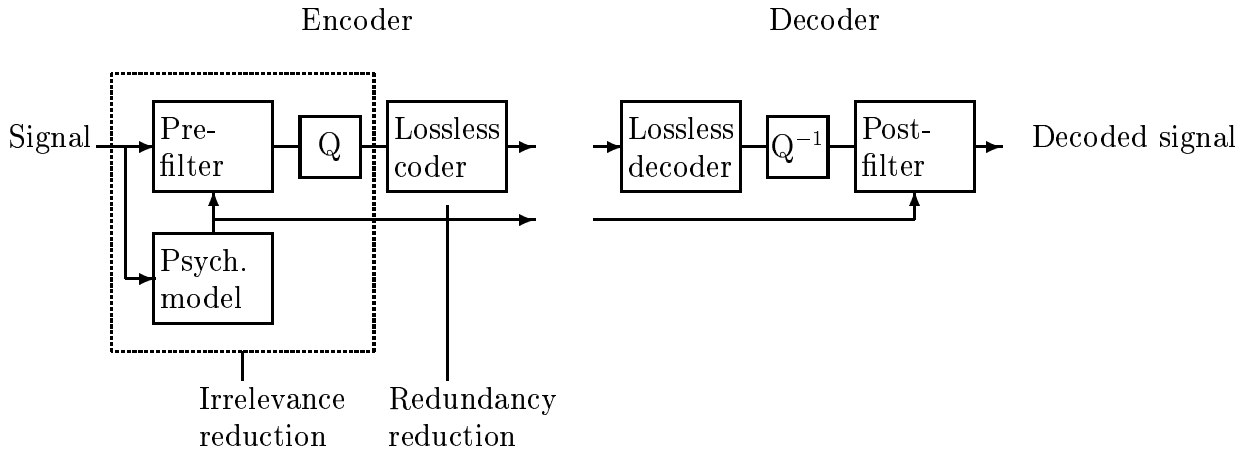 Encoder
Decoder
Signal
Pre-
filter
Q
Lossless
coder
Lossless
decoder
Q⁻¹
Post-
filter
Decoded signal
Psych.
model
Irrelevance
reduction
Redundancy
reduction